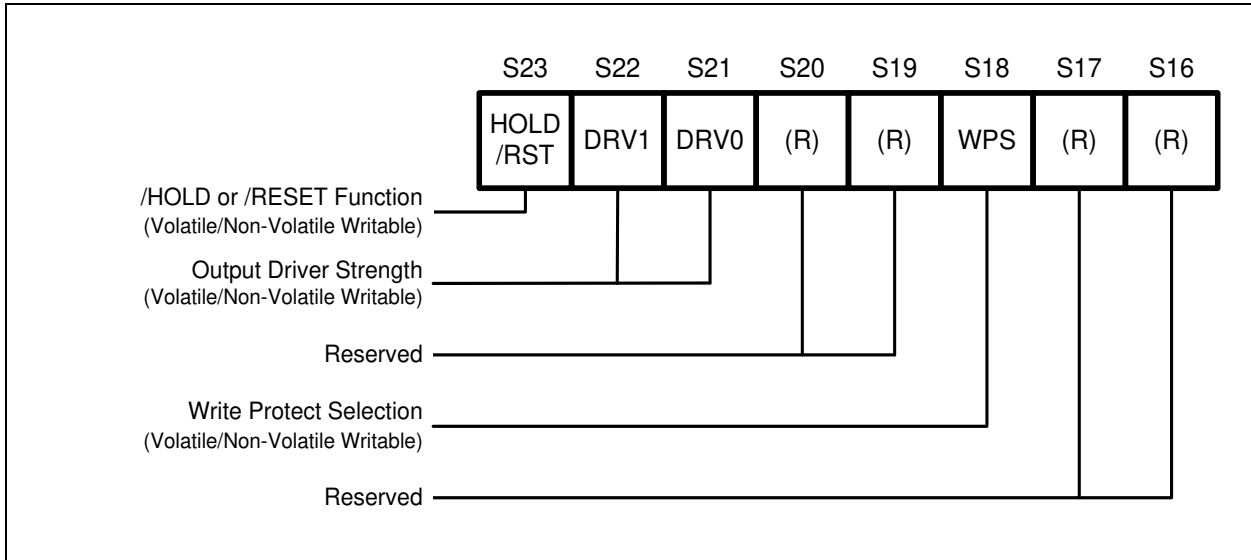 S23 S22 S21 S20 S19 S18 S17 S16
HOLD
/RST DRV1 DRV0 (R) (R) WPS (R) (R)
/HOLD or /RESET Function
(Volatile/Non-Volatile Writable)
Output Driver Strength
(Volatile/Non-Volatile Writable)
Reserved
Write Protect Selection
(Volatile/Non-Volatile Writable)
Reserved